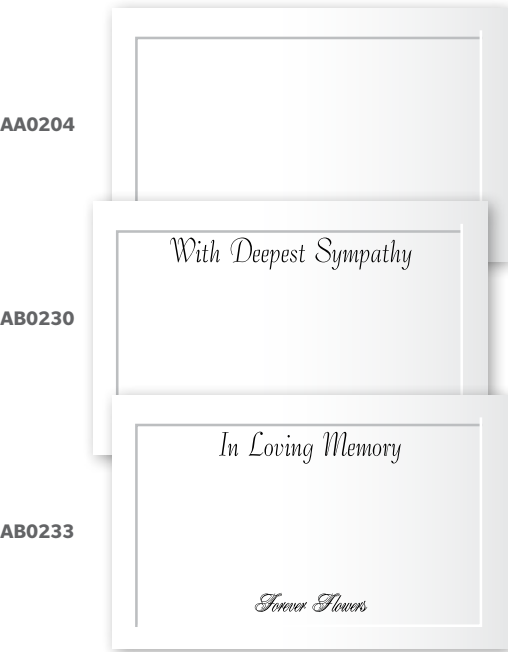 AA0204
With Deepest Sympathy
AB0230
In Loving Memory
AB0233
Forever Flowers